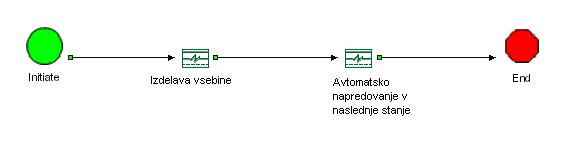 Initiate
Izdelava vsebine
Avtomatsko
napredovanje v
naslednje stanje
End